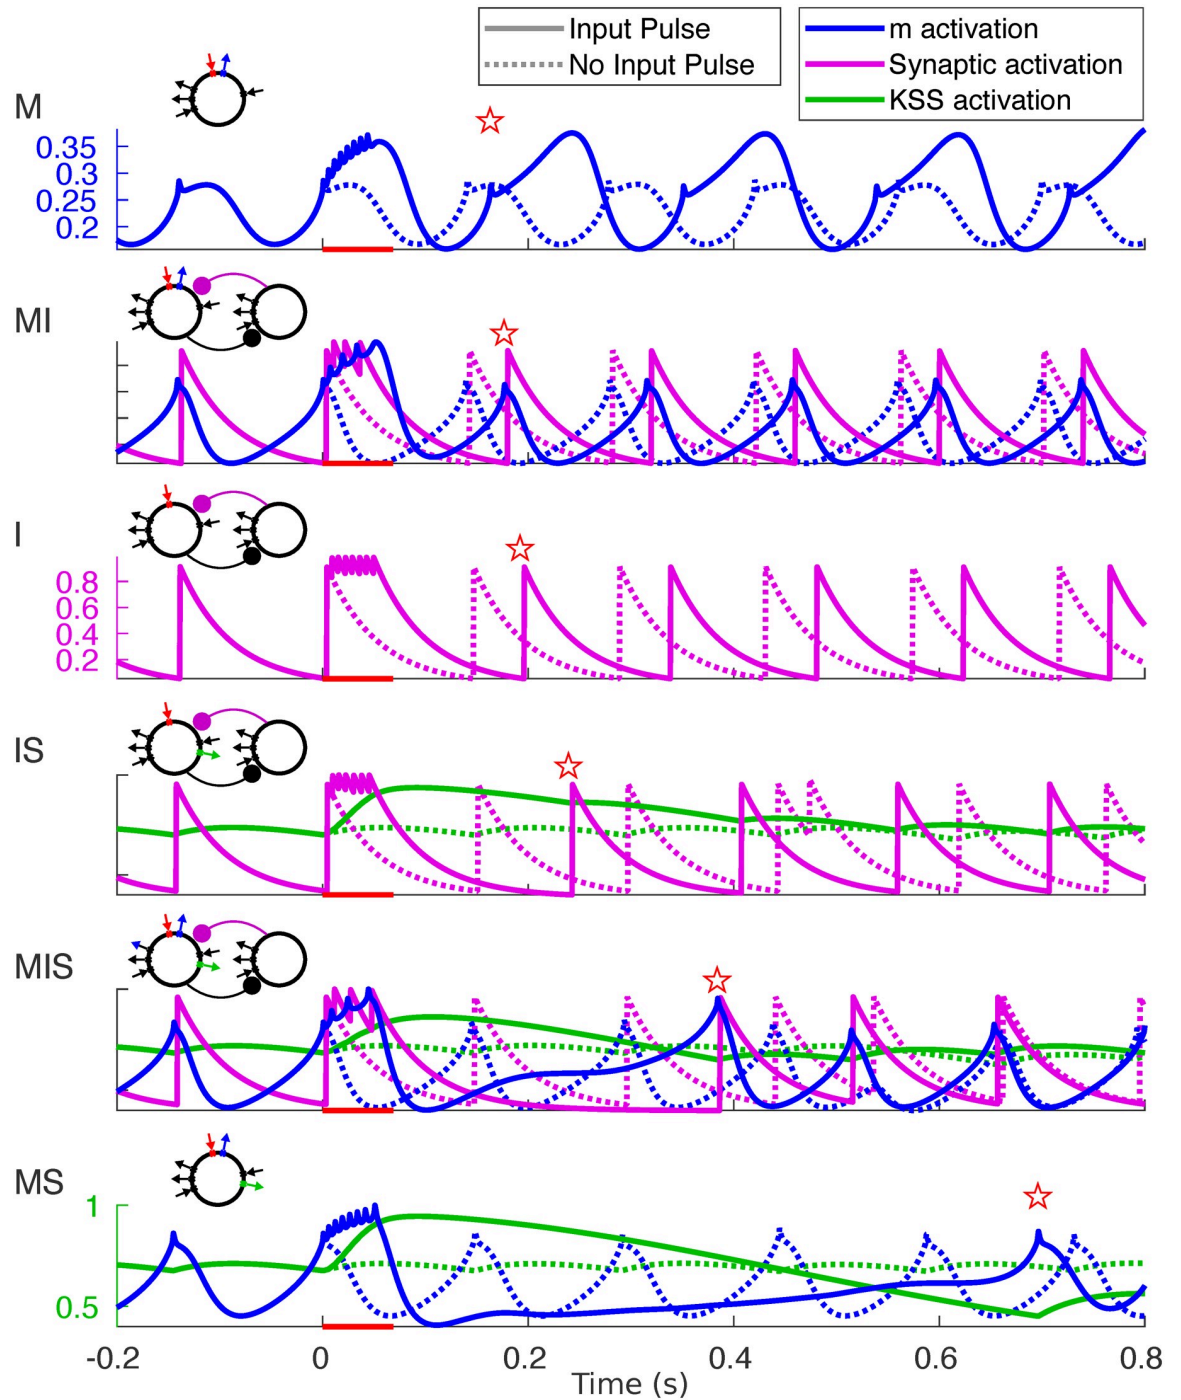 Input Pulse
No Input Pulse
m activation
Synaptic activation
KSS activation
M
0.35
0.3
0.25
0.2
MI
I
0.8
0.6
0.4
0.2
IS
MIS
MS
1
0.5
-0.2 0 0.2 0.4 0.6 0.8
Time (s)